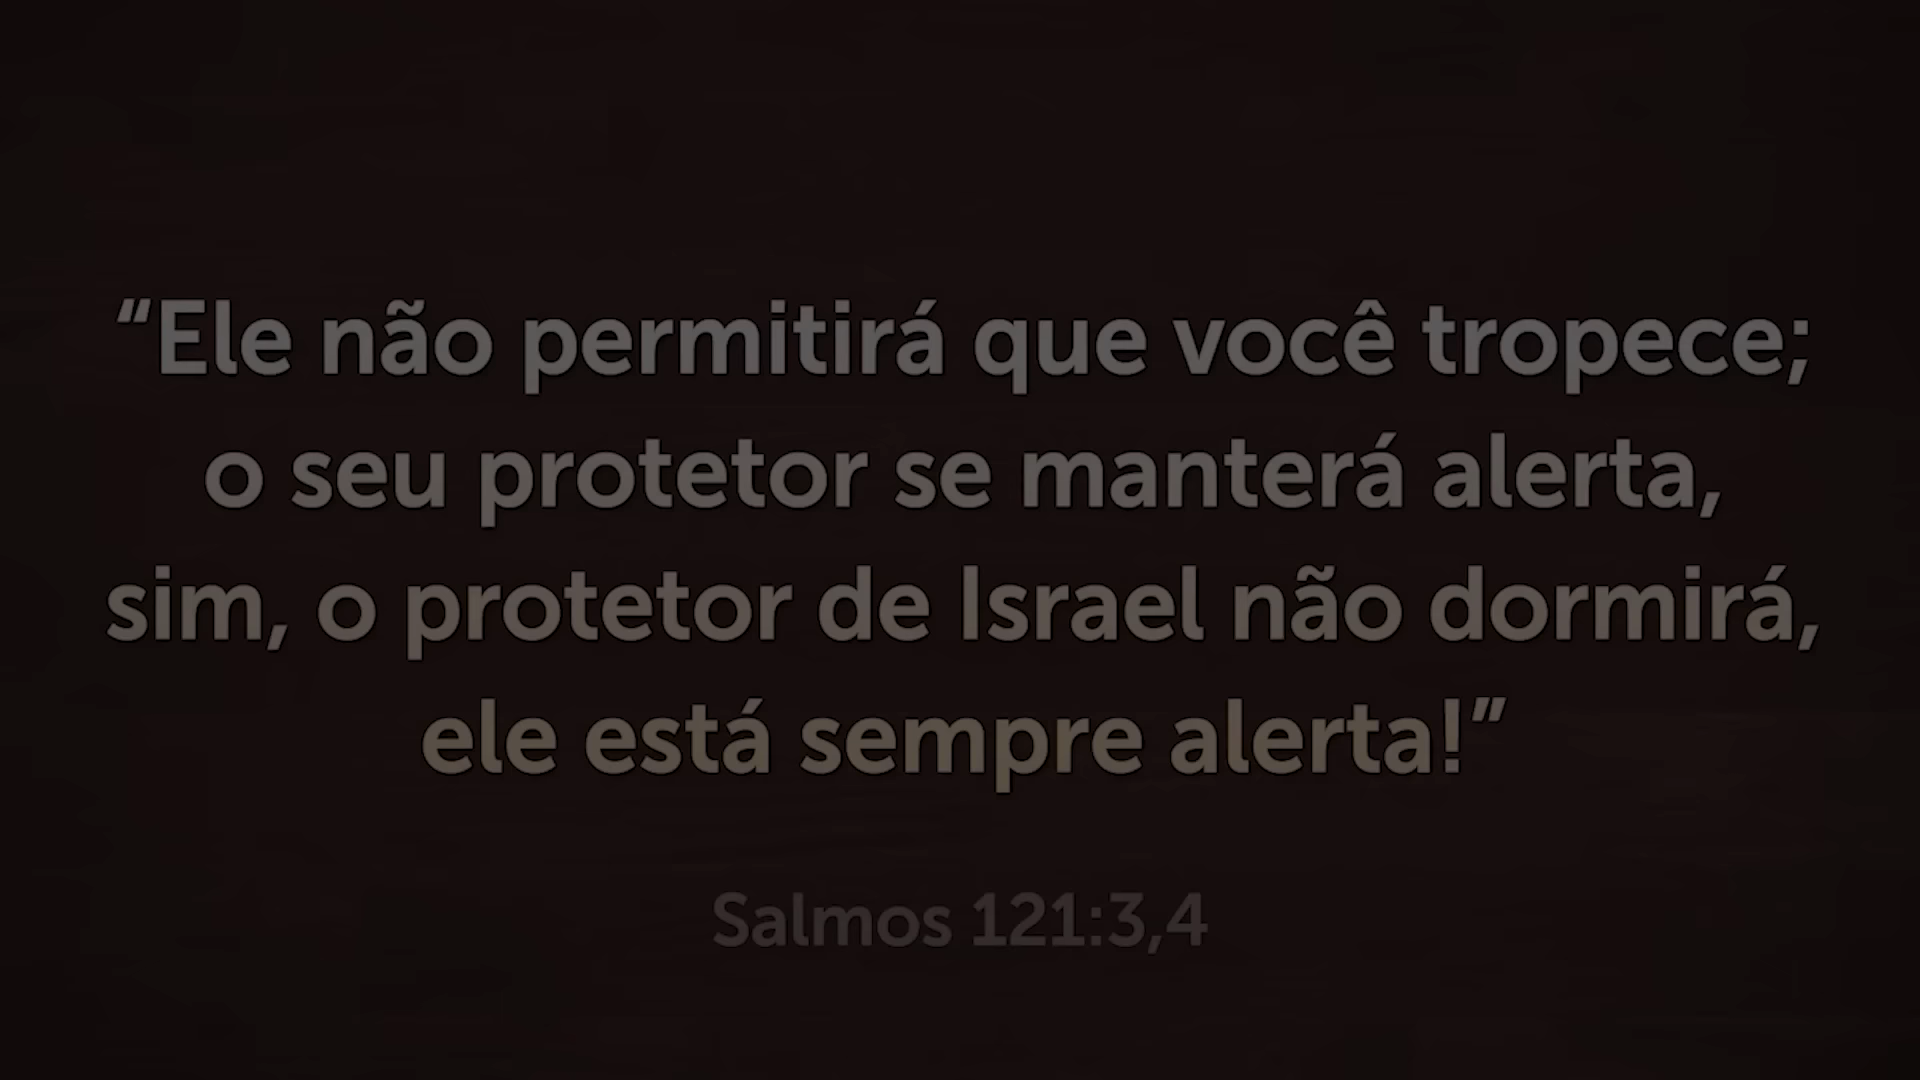 “Ele não permitirá que você tropece;
o seu protetor se manterá alerta,
sim, o protetor de Israel não dormirá,
ele está sempre alerta!”
Salmos 121:3,4